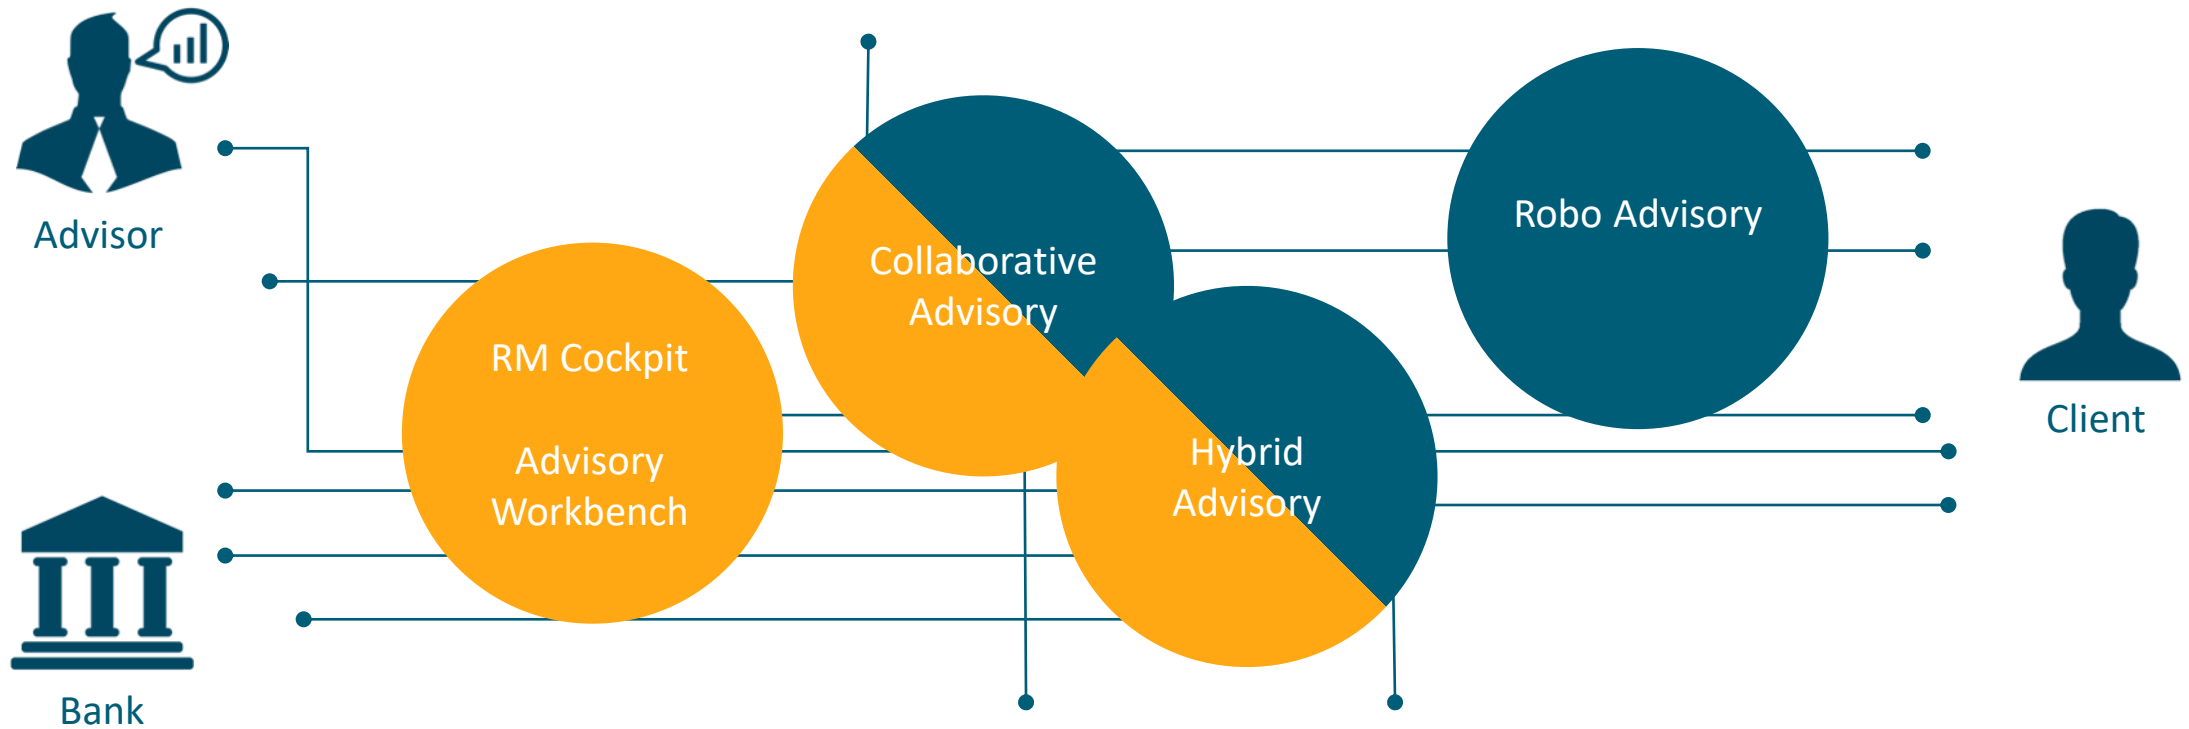 Advisor
Bank
RM Cockpit
Advisory
Workbench
Collaborative
Advisory
Hybrid
Advisory
Robo Advisory
Client